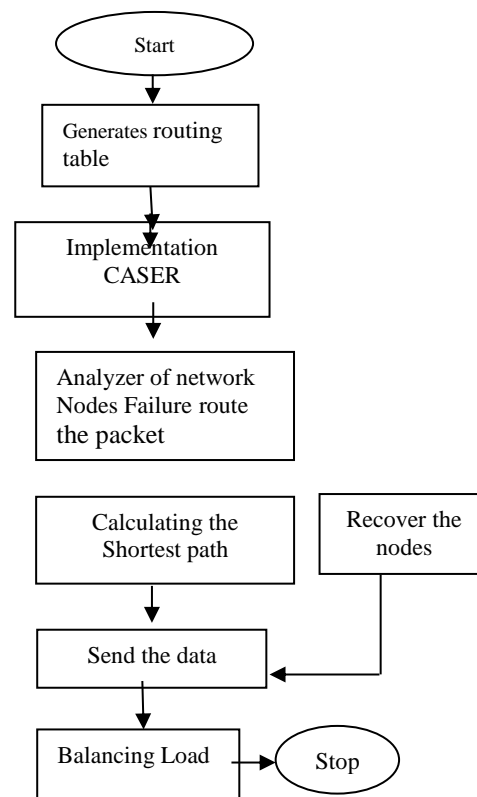 Start
Generates routing
table
Implementation
CASER
Analyzer of network
Nodes Failure route
the packet
Calculating the
Shortest path
Recover the
nodes
Send the data
Balancing Load
Stop